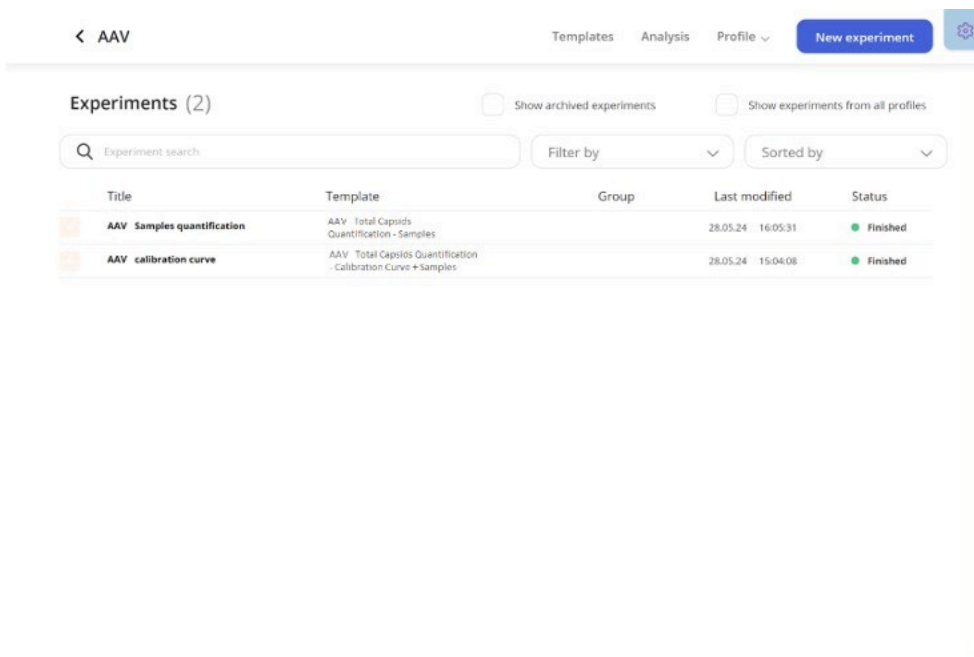 AAV
Templates Analysis Profile New experiment
Experiments (2) Show archived experiments Show experiments from all profiles
Experiment search Filter by Sorted by
Title Template Group Last modified Status
AAV Samples quantification AAV Total Capsids 28.05.24 16:05:31 Finished
Quantification - Samples
AAV calibration curve AAV Total Capsids Quantification 28.05.24 15:04:08 Finished
- Calibration Curve + Samples